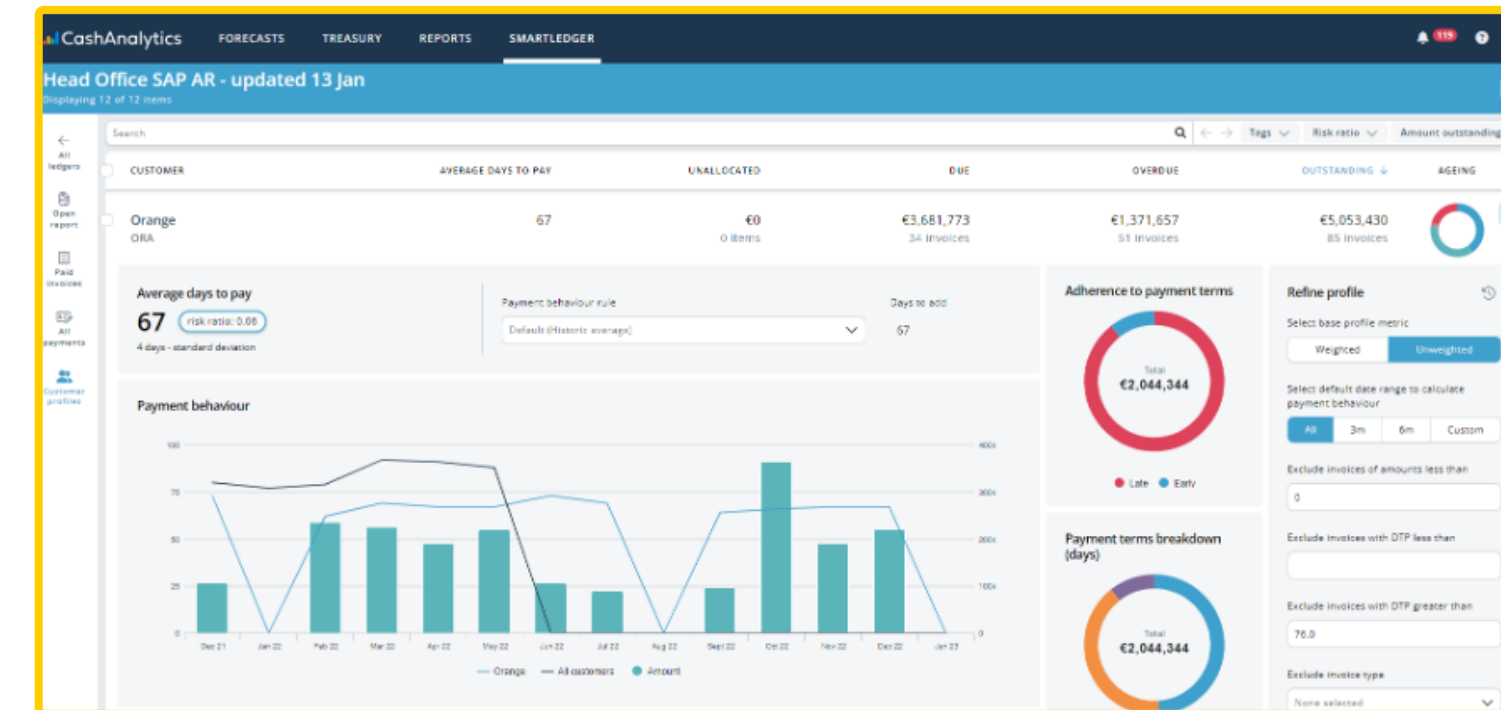 CashAnalytics FORECASTS TREASURY REPORTS SMARTLEDGER 119 ?
Head Office SAP AR - updated 13 Jan
Displaying 12 of 12 items
Search Tags Risk ratio Amount outstanding
All ledgers
Open report
Paid invoices
All payments
Customer profiles
CUSTOMER AVERAGE DAYS TO PAY UNALLOCATED DUE OVERDUE OUTSTANDING AGEING
Orange 67 €0 €3,681,773 €1,371,657 €5,053,430
ORA 0 items 34 invoices 51 invoices 85 invoices
Average days to pay
67 risk ratio: 0.06
4 days - standard deviation
Payment behaviour rule
Default (Historic average)
Days to add
67
Payment behaviour
100 75 50 25 0
400k 300k 200k 100k 0
Dec 21 Jan 22 Feb 22 Mar 22 Apr 22 May 22 Jun 22 Jul 22 Aug 22 Sept 22 Oct 22 Nov 22 Dec 22 Jan 23
Orange All customers Amount
Adherence to payment terms
Total
€2,044,344
Late Early
Payment terms breakdown
(days)
Total
€2,044,344
Refine profile
Select base profile metric
Weighted Unweighted
Select default date range to calculate
payment behaviour
All 3m 6m Custom
Exclude invoices of amounts less than
0
Exclude invoices with DTP less than
Exclude invoices with DTP greater than
76.0
Exclude invoice type
None selected